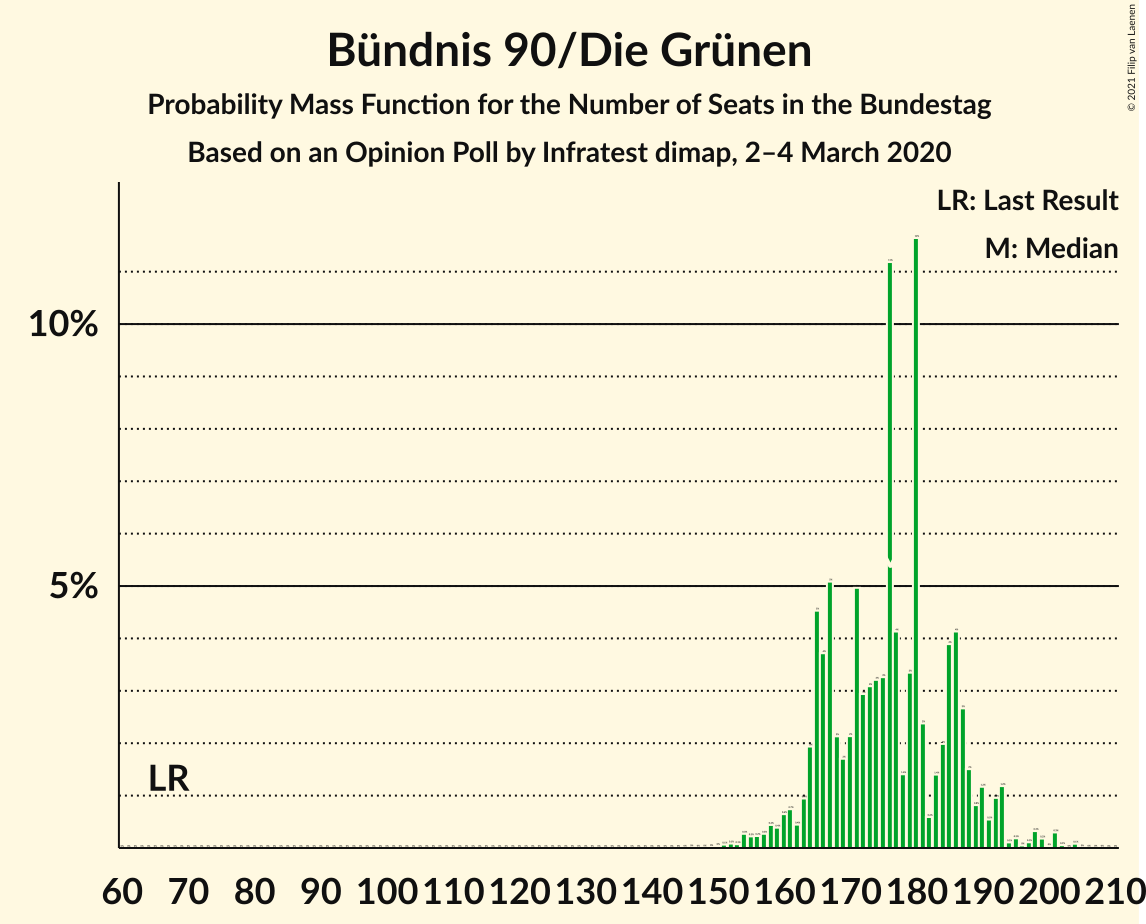 Bündnis 90/Die Grünen
Probability Mass Function for the Number of Seats in the Bundestag
Based on an Opinion Poll by Infratest dimap, 2–4 March 2020
© 2021 Filip van Laenen
LR: Last Result
M: Median
10%
5%
LR
60 70 80 90 100 110 120 130 140 150 160 170 180 190 200 210